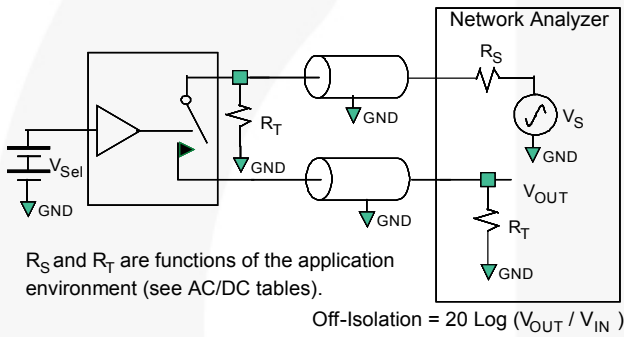 Network Analyzer
R_S
V_S
GND
R_T
GND
GND
V_Sel
GND
GND
V_OUT
R_T
GND
R_S and R_T are functions of the application
environment (see AC/DC tables).
Off-Isolation = 20 Log (V_OUT / V_IN )